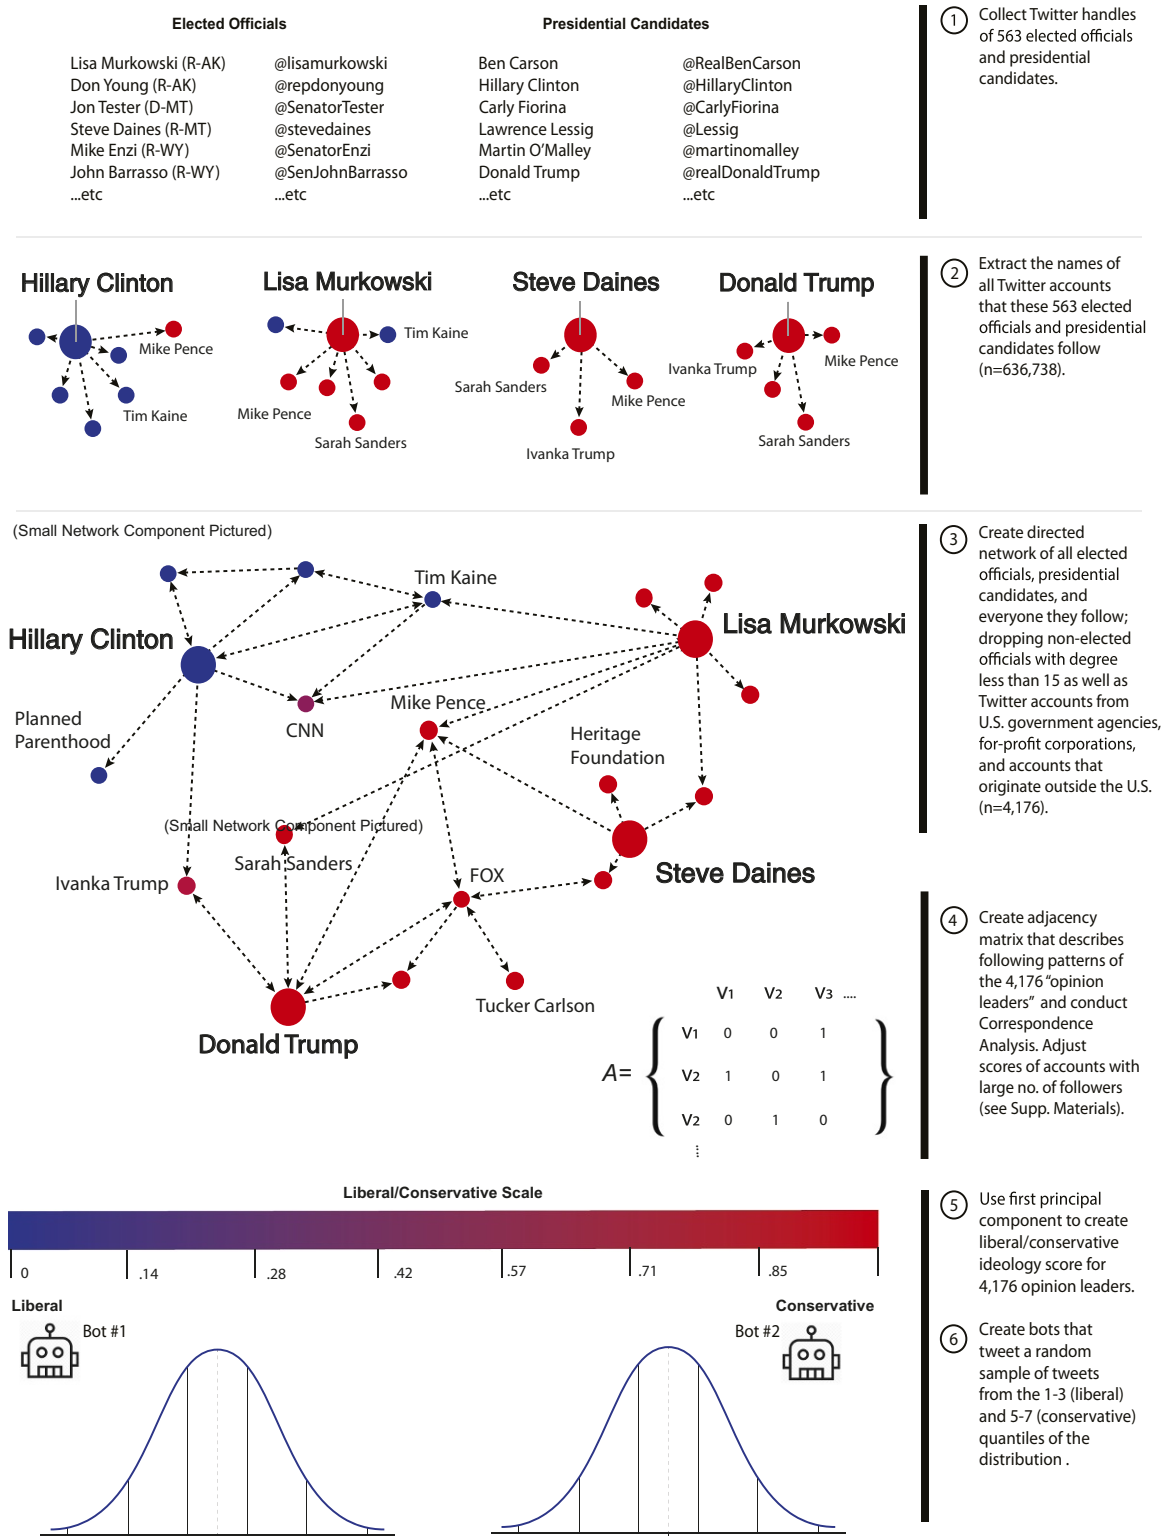 Elected Officials
Presidential Candidates
Lisa Murkowski (R-AK) @lisamurkowski Ben Carson @RealBenCarson
Don Young (R-AK) @repdonyoung Hillary Clinton @HillaryClinton
Jon Tester (D-MT) @SenatorTester Carly Fiorina @CarlyFiorina
Steve Daines (R-MT) @stevedaines Lawrence Lessig @Lessig
Mike Enzi (R-WY) @SenatorEnzi Martin O’Malley @martinomalley
John Barrasso (R-WY) @SenJohnBarrasso Donald Trump @realDonaldTrump
...etc ...etc ...etc ...etc
1
Collect Twitter handles
of 563 elected officials
and presidential
candidates.
Hillary Clinton
Mike Pence
Tim Kaine
Lisa Murkowski
Tim Kaine
Mike Pence
Sarah Sanders
Steve Daines
Sarah Sanders
Mike Pence
Ivanka Trump
Donald Trump
Ivanka Trump
Mike Pence
Sarah Sanders
2
Extract the names of
all Twitter accounts
that these 563 elected
officials and presidential
candidates follow
(n=636,738).
(Small Network Component Pictured)
Tim Kaine
Hillary Clinton
Lisa Murkowski
Planned
Parenthood
CNN
Mike Pence
Heritage
Foundation
(Small Network Component Pictured)
Sarah Sanders
Ivanka Trump
FOX
Steve Daines
Tucker Carlson
Donald Trump
3
Create directed
network of all elected
officials, presidential
candidates, and
everyone they follow;
dropping non-elected
officials with degree
less than 15 as well as
Twitter accounts from
U.S. government agencies,
for-profit corporations,
and accounts that
originate outside the U.S.
(n=4,176).
V1 V2 V3 ....
V1 0 0 1
A=
V2 1 0 1
V2 0 1 0
....
4
Create adjacency
matrix that describes
following patterns of
the 4,176 “opinion
leaders” and conduct
Correspondence
Analysis. Adjust
scores of accounts with
large no. of followers
(see Supp. Materials).
Liberal/Conservative Scale
0 .14 .28 .42 .57 .71 .85
Liberal
Conservative
Bot #1
Bot #2
5
Use first principal
component to create
liberal/conservative
ideology score for
4,176 opinion leaders.
6
Create bots that
tweet a random
sample of tweets
from the 1-3 (liberal)
and 5-7 (conservative)
quantiles of the
distribution .